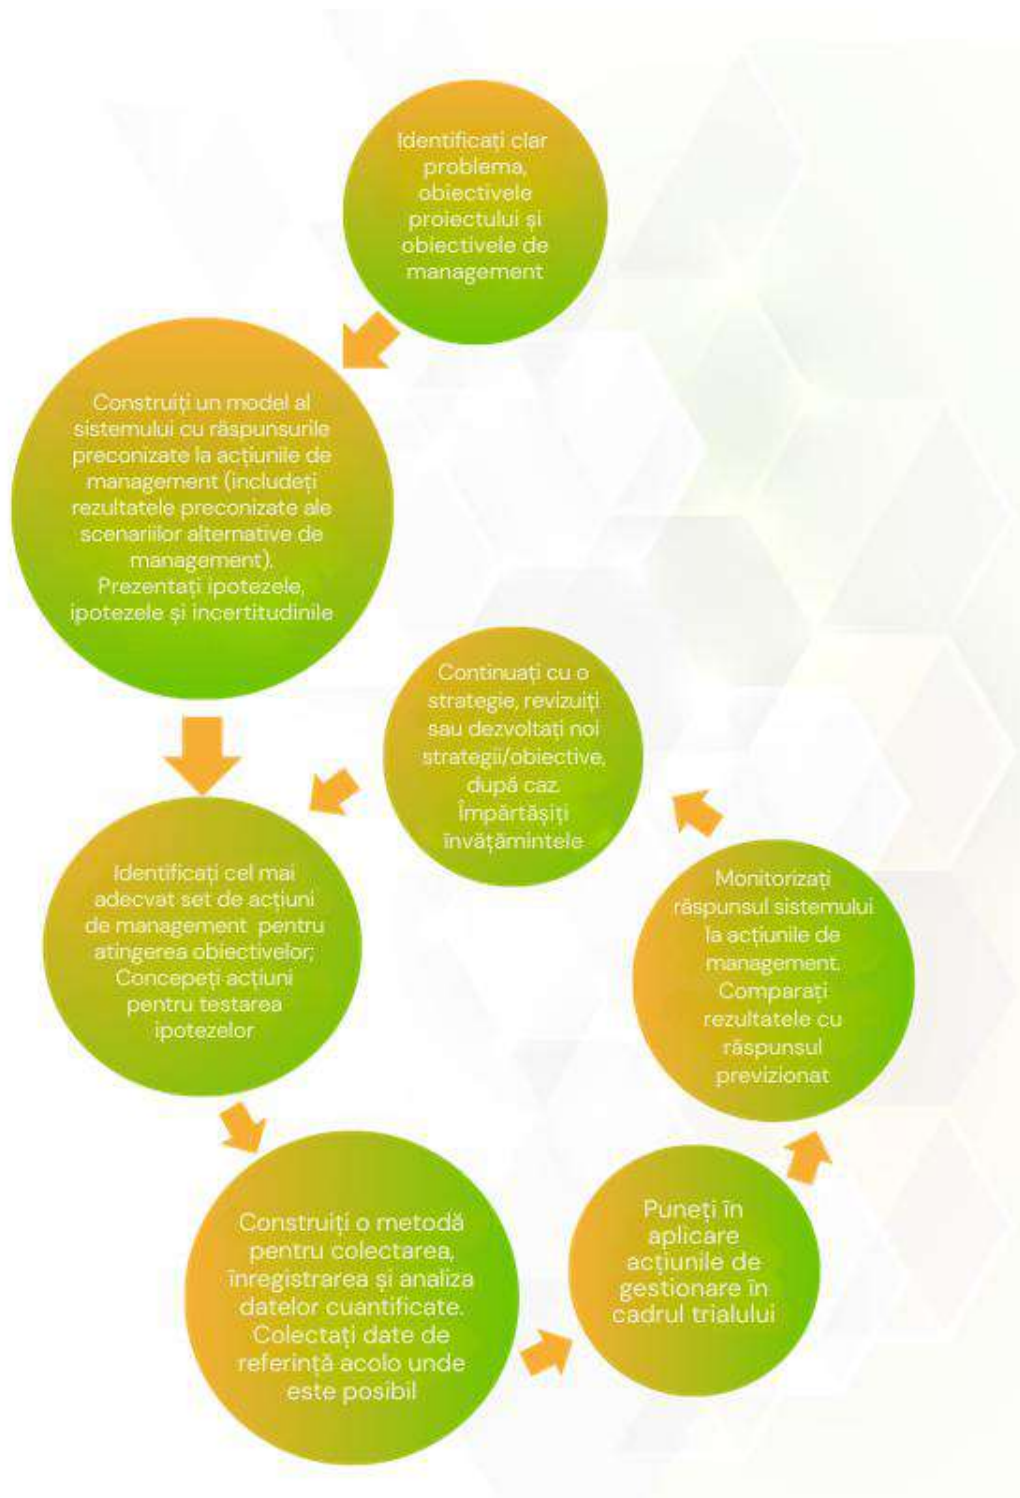 Identificați clar
problema,
obiectivele
proiectului și
obiectivele de
management
Construiți un model al
sistemului cu răspunsurile
preconizate la acțiunile de
management (includeți
rezultatele preconizate ale
scenariilor alternative de
management).
Prezentați ipotezele,
ipotezele și incertitudinile
Identificați cel mai
adecvat set de acțiuni
de management pentru
atingerea obiectivelor;
Concepeți acțiuni
pentru testarea
ipotezelor
Construiți o metodă
pentru colectarea,
înregistrarea și analiza
datelor cuantificate.
Colectați date de
referință acolo unde
este posibil
Puneți în
aplicare
acțiunile de
gestionare în
cadrul trialului
Monitorizați
răspunsul sistemului
la acțiunile de
management.
Comparați
rezultatele cu
răspunsul
previzionat
Continuați cu o
strategie, revizuiți
sau dezvoltați noi
strategii/obiective,
după caz.
Împărtășiți
învățămintele